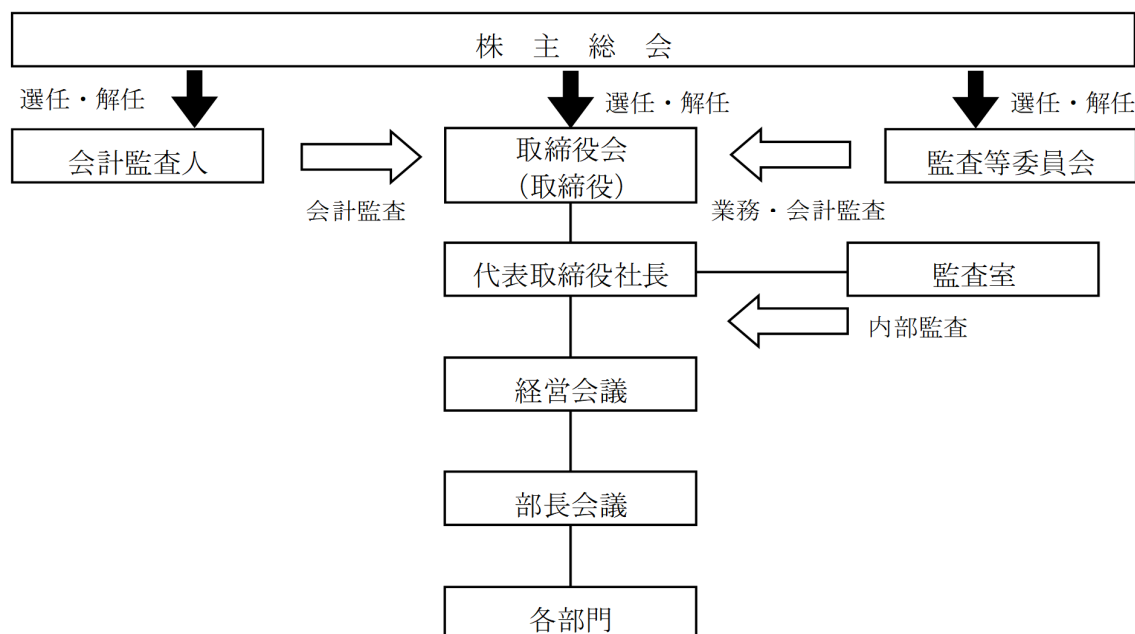 株 主 総 会
選任・解任
選任・解任
選任・解任
会計監査人
取締役会
（取締役）
監査等委員会
会計監査
業務・会計監査
代表取締役社長
監査室
内部監査
経営会議
部長会議
各部門